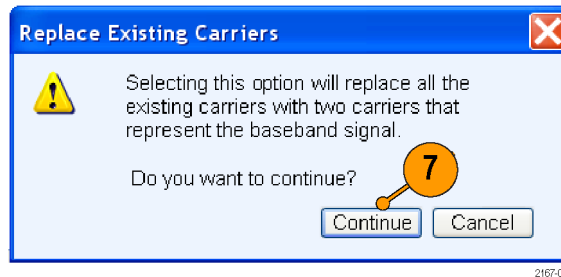 Replace Existing Carriers
Selecting this option will replace all the
existing carriers with two carriers that
represent the baseband signal.
Do you want to continue?
7
Continue Cancel